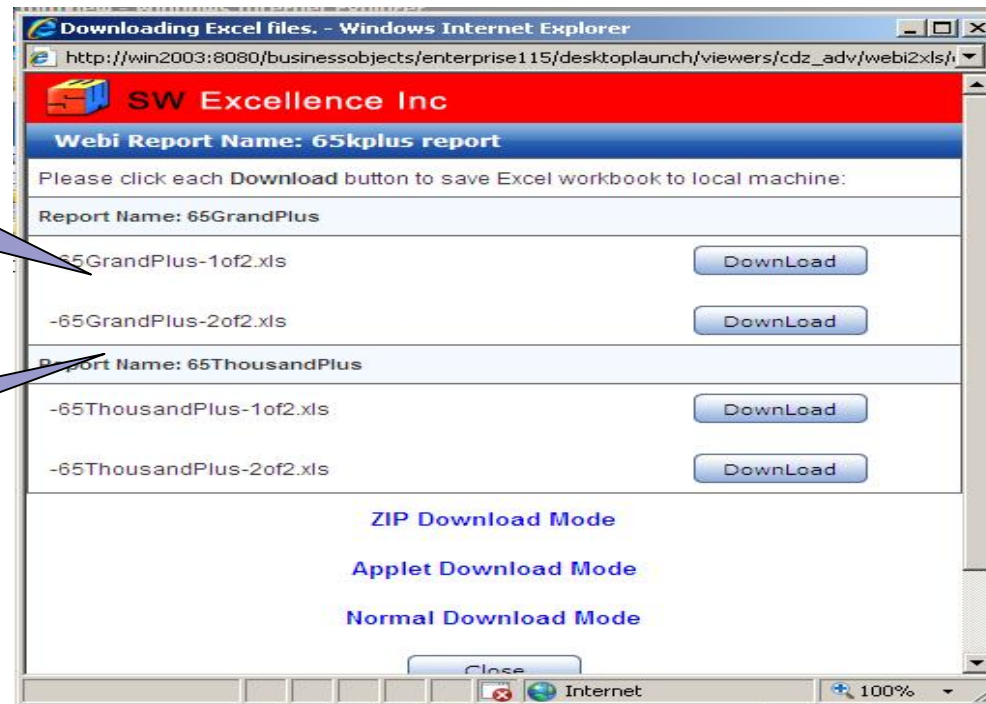 Downloading Excel files. - Windows Internet Explorer
http://win2003:8080/businessobjects/enterprise115/desktoplaunch/viewers/cdz_adv/webi2xls/
SW Excellence Inc
Webi Report Name: 65kplus report
Please click each Download button to save Excel workbook to local machine:
Report Name: 65GrandPlus
65GrandPlus-1of2.xls DownLoad
-65GrandPlus-2of2.xls DownLoad
Report Name: 65ThousandPlus
-65ThousandPlus-1of2.xls DownLoad
-65ThousandPlus-2of2.xls DownLoad
ZIP Download Mode
Applet Download Mode
Normal Download Mode
Close
Internet 100%